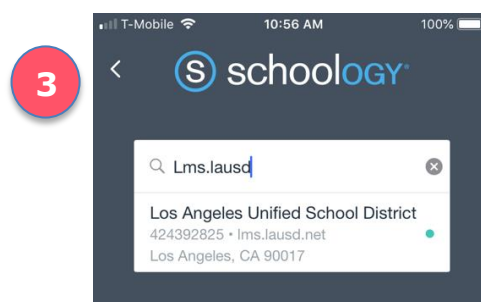 T-Mobile 10:56 AM 100%
3
S schoology
Lms.lausd
Los Angeles Unified School District
424392825 • lms.lausd.net
Los Angeles, CA 90017